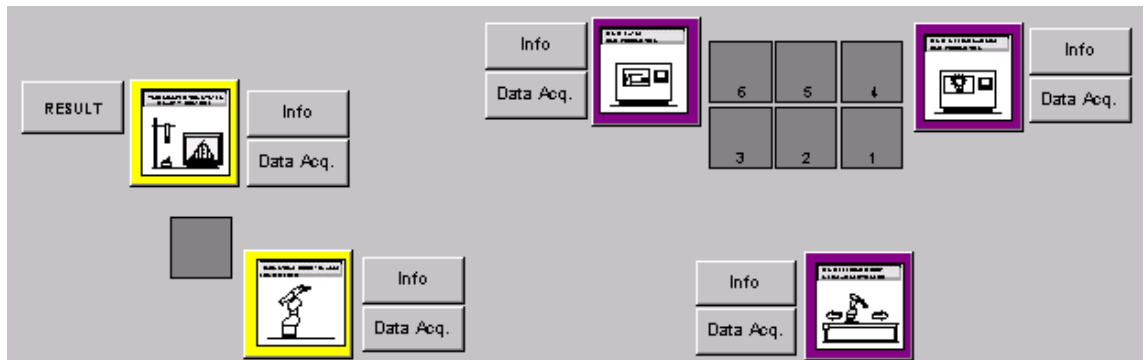 Info
Info
Data Acq.
6 5 4
Data Acq.
RESULT
Info
3 2 1
Data Acq.
Info
Info
Data Acq.
Data Acq.